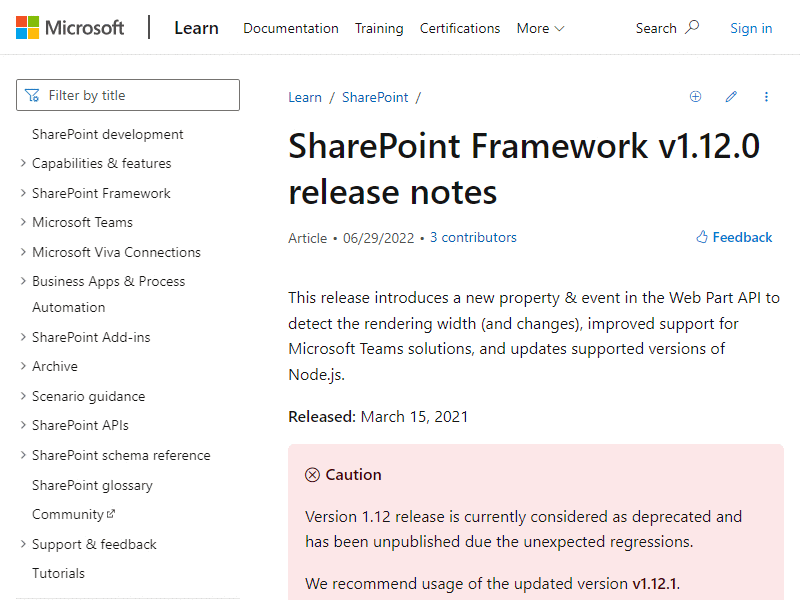 Microsoft
Learn
Documentation
Training
Certifications
More
Search
Sign in
Filter by title
SharePoint development
Capabilities & features
SharePoint Framework
Microsoft Teams
Microsoft Viva Connections
Business Apps & Process
Automation
SharePoint Add-ins
Archive
Scenario guidance
SharePoint APIs
SharePoint schema reference
SharePoint glossary
Community
Support & feedback
Tutorials
Learn / SharePoint /
SharePoint Framework v1.12.0
release notes
Article • 06/29/2022 • 3 contributors
Feedback
This release introduces a new property & event in the Web Part API to
detect the rendering width (and changes), improved support for
Microsoft Teams solutions, and updates supported versions of
Node.js.
Released: March 15, 2021
Caution
Version 1.12 release is currently considered as deprecated and
has been unpublished due the unexpected regressions.
We recommend usage of the updated version v1.12.1.